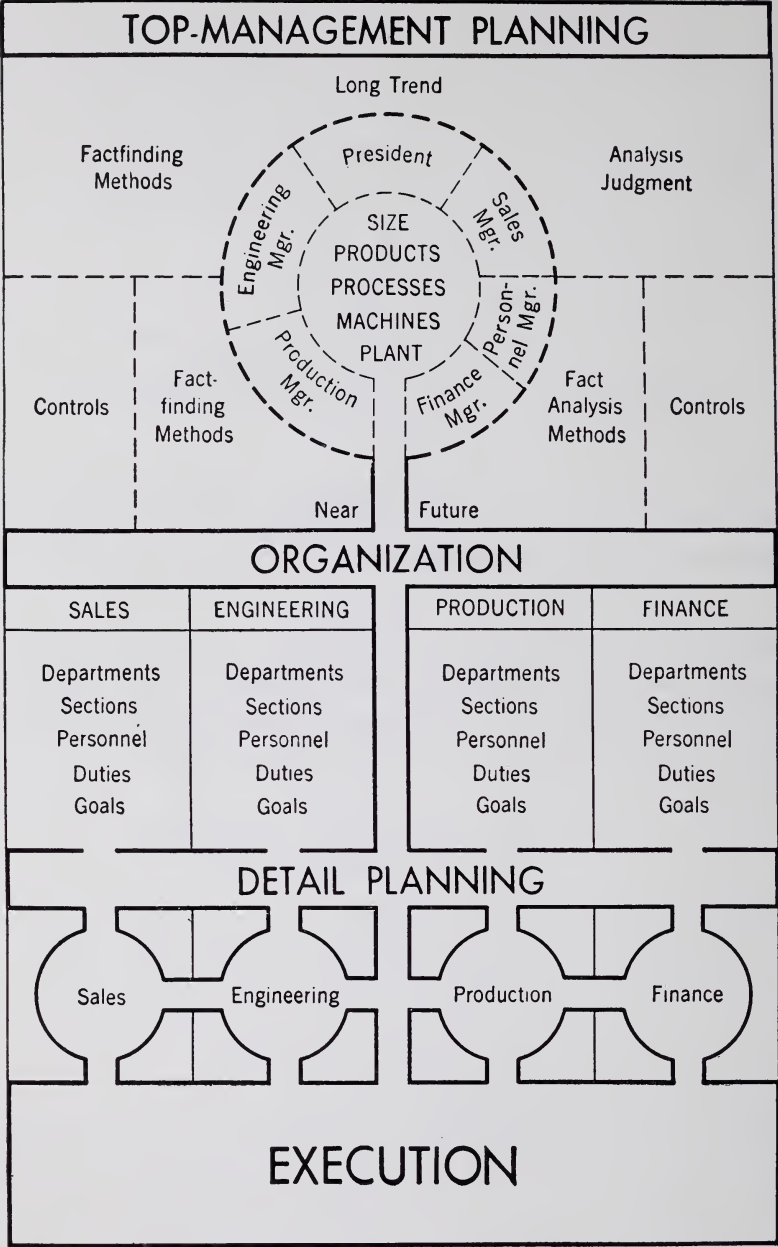 TOP-MANAGEMENT PLANNING
Long Trend
Factfinding
Methods
Analysis
Judgment
President
Engineering
Mgr.
Sales
Mgr.
SIZE
PRODUCTS
PROCESSES
MACHINES
PLANT
Person-
nel Mgr.
Production
Mgr.
Finance
Mgr.
Controls
Fact-
finding
Methods
Fact
Analysis
Methods
Controls
Near
Future
ORGANIZATION
SALES
Departments
Sections
Personnel
Duties
Goals
ENGINEERING
Departments
Sections
Personnel
Duties
Goals
PRODUCTION
Departments
Sections
Personnel
Duties
Goals
FINANCE
Departments
Sections
Personnel
Duties
Goals
DETAIL PLANNING
Sales
Engineering
Production
Finance
EXECUTION